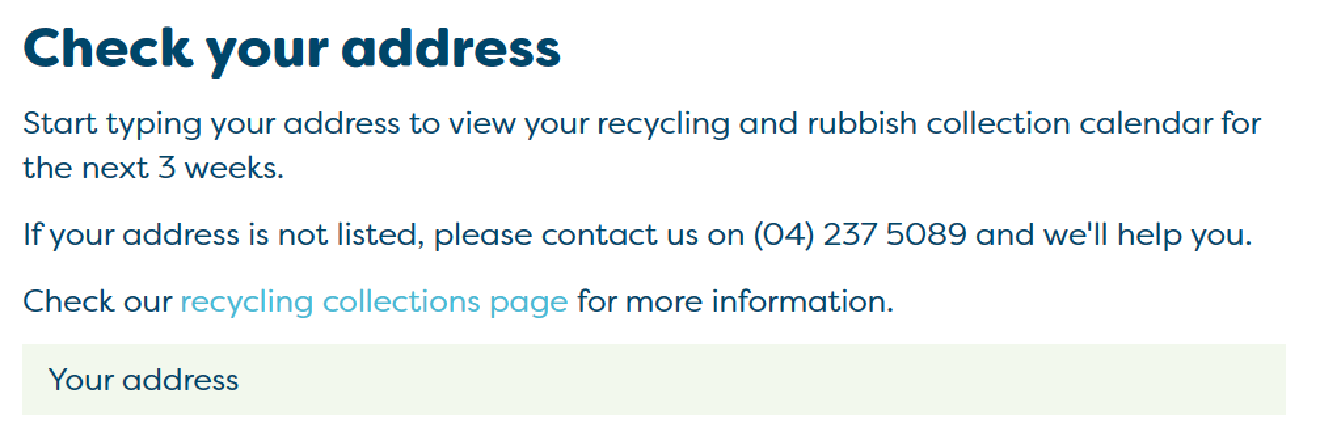 Check your address
Start typing your address to view your recycling and rubbish collection calendar for
the next 3 weeks.
If your address is not listed, please contact us on (04) 237 5089 and we'll help you.
Check our recycling collections page for more information.
Your address